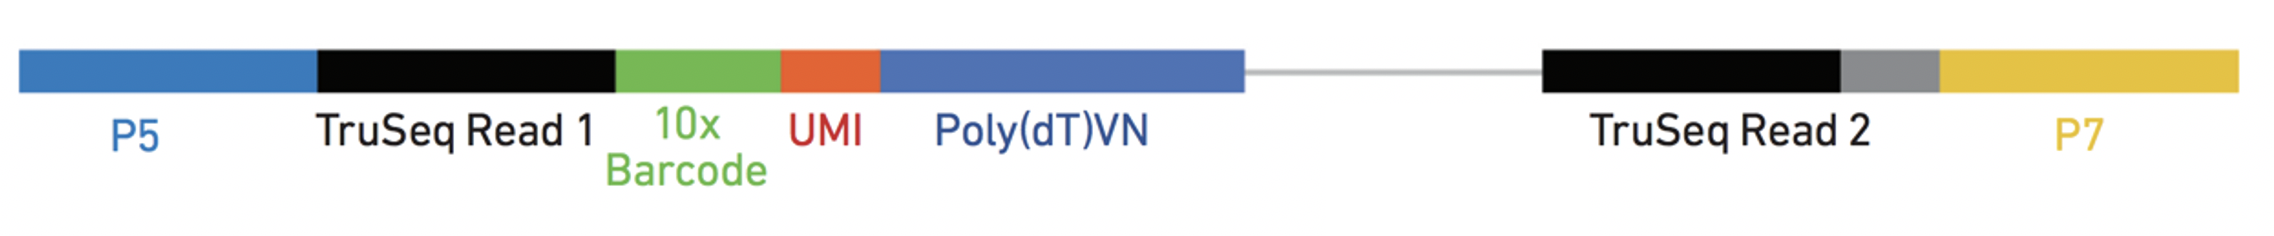 P5
TruSeq Read 1
10x
Barcode
UMI
Poly(dT)VN
TruSeq Read 2
P7